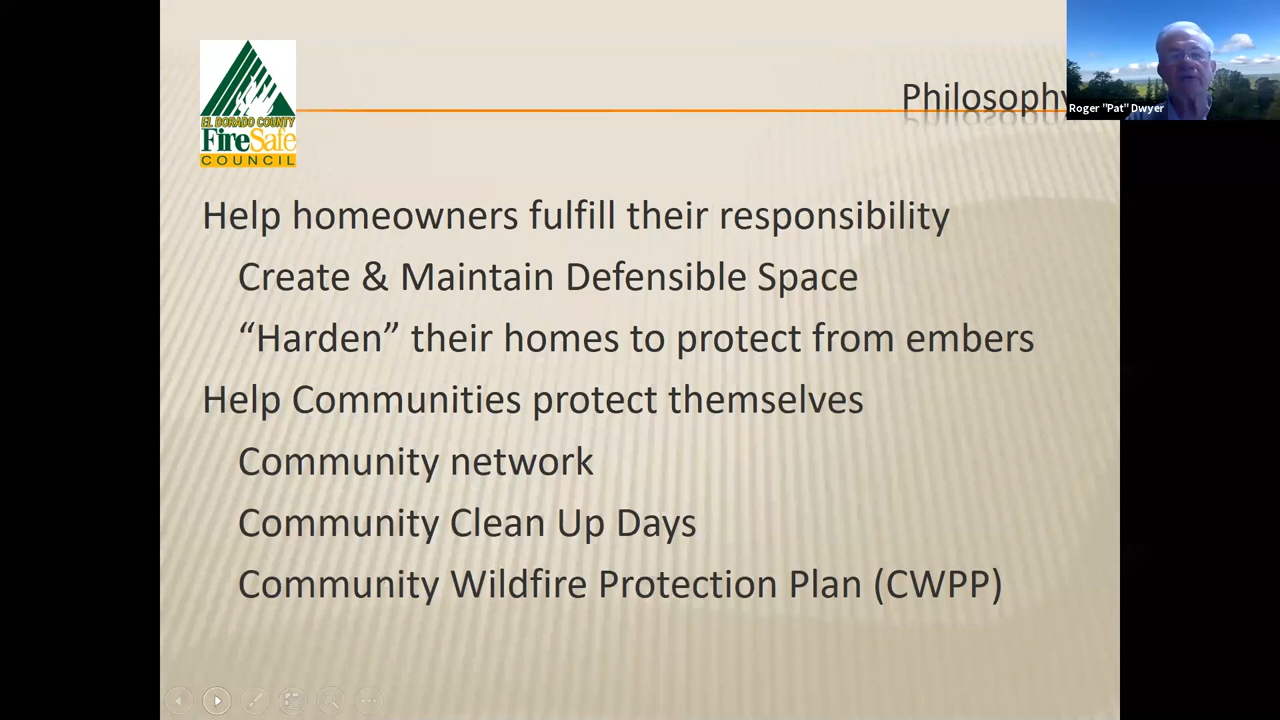 Philosophy
Roger "Pat" Dwyer
EL DORADO COUNTY
FireSafe
COUNCIL
Help homeowners fulfill their responsibility
Create & Maintain Defensible Space
“Harden” their homes to protect from embers
Help Communities protect themselves
Community network
Community Clean Up Days
Community Wildfire Protection Plan (CWPP)